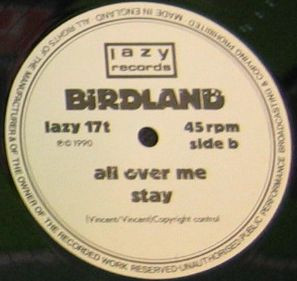 MADE IN ENGLAND
ALL RIGHTS OF THE MANUFACTURER & OF THE OWNER OF THE RECORDED WORK RESERVED-UNAUTHORISED PUBLIC PERFORMANCE BROADCASTING & COPYING PROHIBITED
lazy
records
BiRDLAND
lazy 17t 45 rpm
℗© 1990 side b
all over me
stay
(Vincent/Vincent)Copyright control